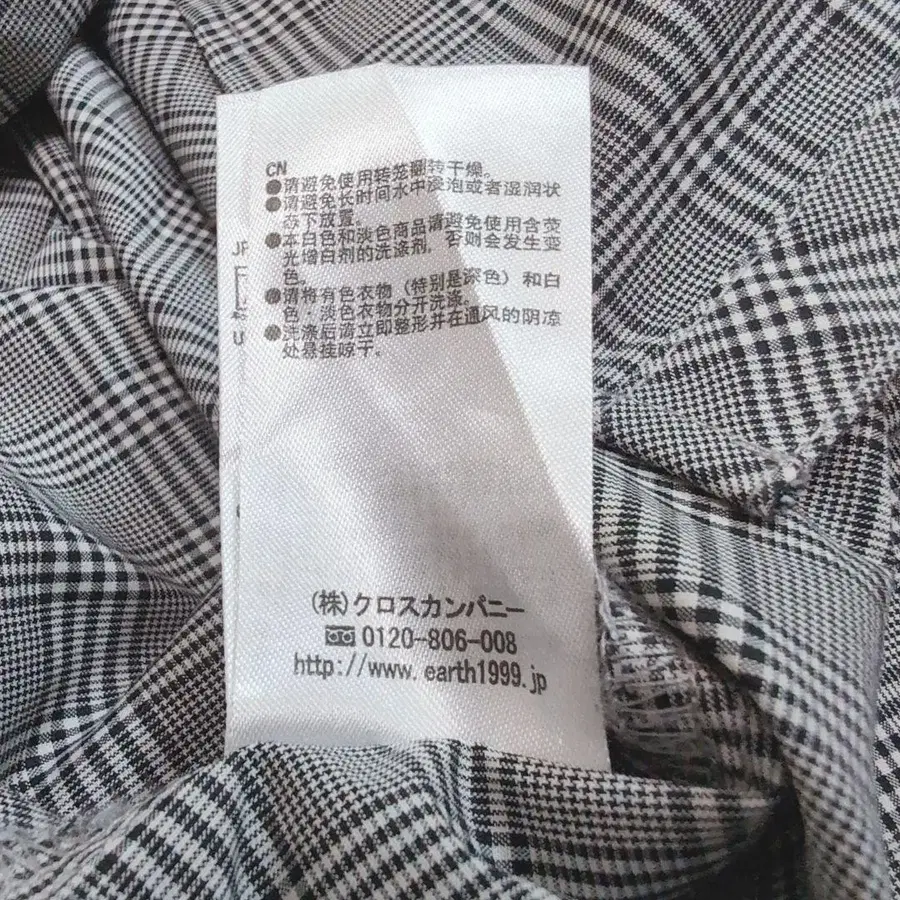 CN
●请避免使用转笼翻转干燥。
●请避免长时间水中浸泡或者湿润状
态下放置。
●本白色和淡色商品请避免使用含荧
光增白剂的洗涤剂，否则会发生变
色。
●请将有色衣物（特别是深色）和白
色·淡色衣物分开洗涤。
●洗涤后请立即整形并在通风的阴凉
处悬挂晾干。
JP
U
(株)クロスカンパニー
0120-806-008
http://www.earth1999.jp